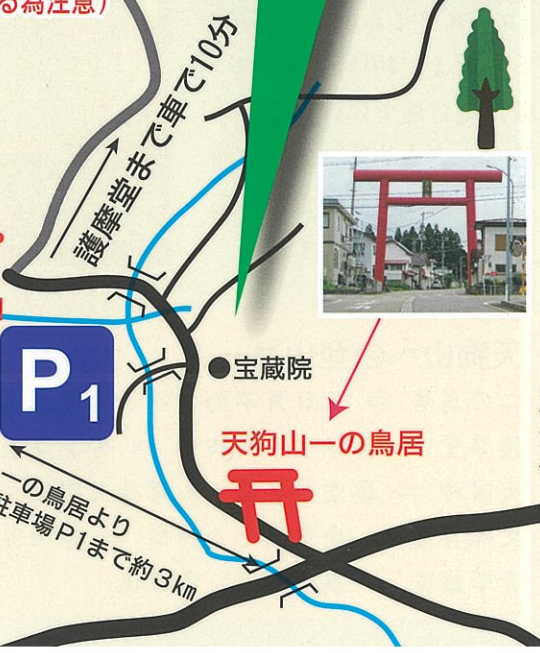 る為注意）
護摩堂まで車で10分
P1
宝蔵院
天狗山一の鳥居
一の鳥居より
駐車場P1まで約3km